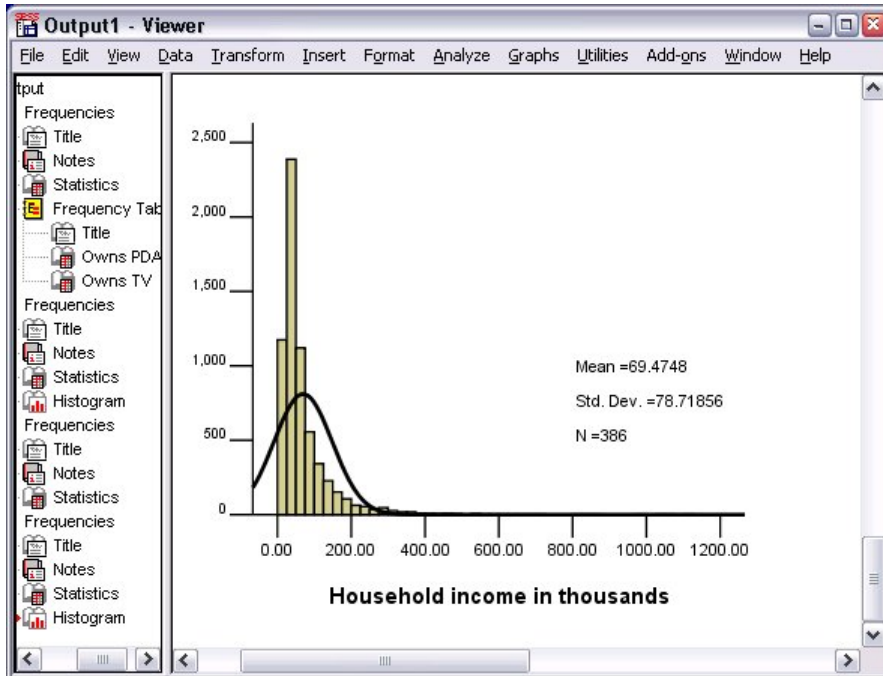 Output1 - Viewer
File Edit View Data Transform Insert Format Analyze Graphs Utilities Add-ons Window Help
tput
Frequencies
Title
Notes
Statistics
Frequency Tab
Title
Owns PDA
Owns TV
Frequencies
Title
Notes
Statistics
Histogram
Frequencies
Title
Notes
Statistics
Frequencies
Title
Notes
Statistics
Histogram
2,500
2,000
1,500
1,000
500
0
Mean =69.4748
Std. Dev. =78.71856
N =386
0.00 200.00 400.00 600.00 800.00 1000.00 1200.00
Household income in thousands